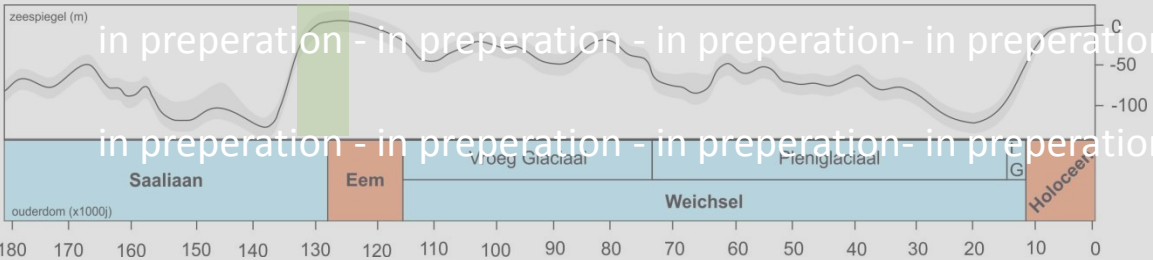 zeespiegel (m)
in preperation - in preperation - in preperation- in preperation
-50
-100
in preperation - in preperation - in preperation - in preperation
Vroeg Glaciaal
Pleniglaciaal
Saaliaan
Eem
G
Weichsel
Holoceen
ouderdom (x1000j)
180 170 160 150 140 130 120 110 100 90 80 70 60 50 40 30 20 10 0